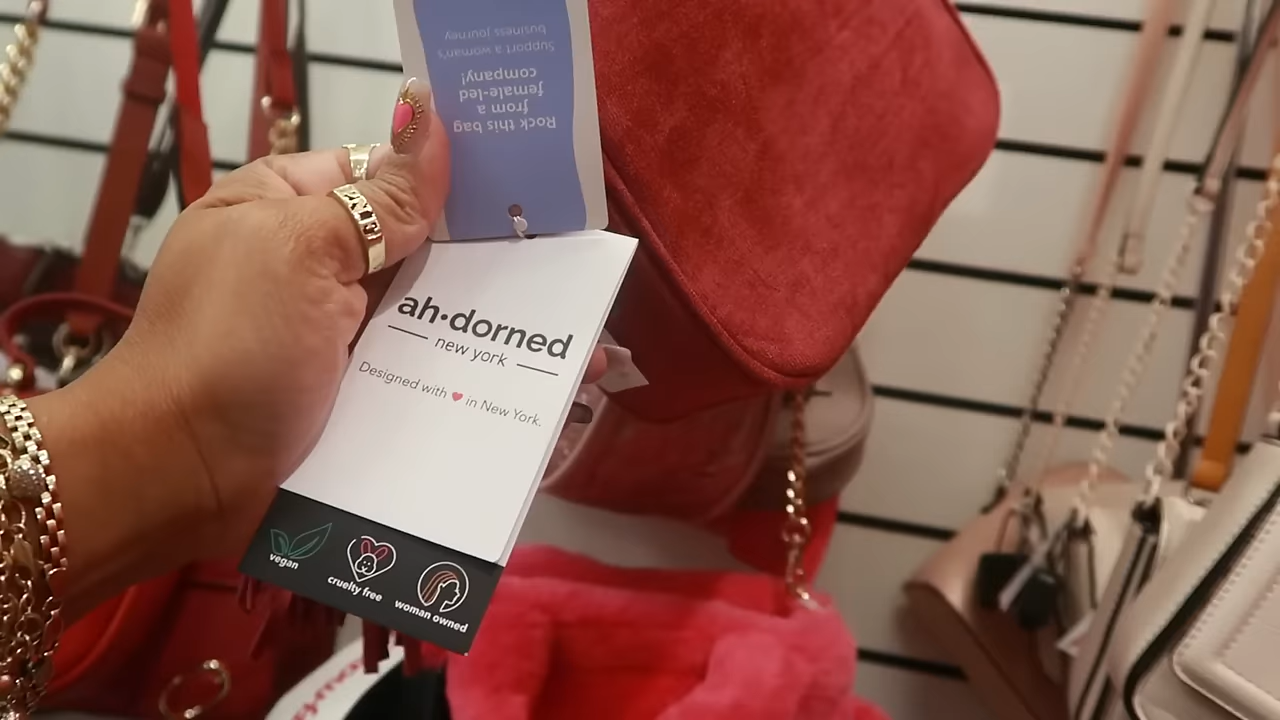 Rock this bag
from a
female-led
company!
Support a woman's
business journey
ah·dorned
new york
Designed with ♥ in New York.
vegan
cruelty free
woman owned